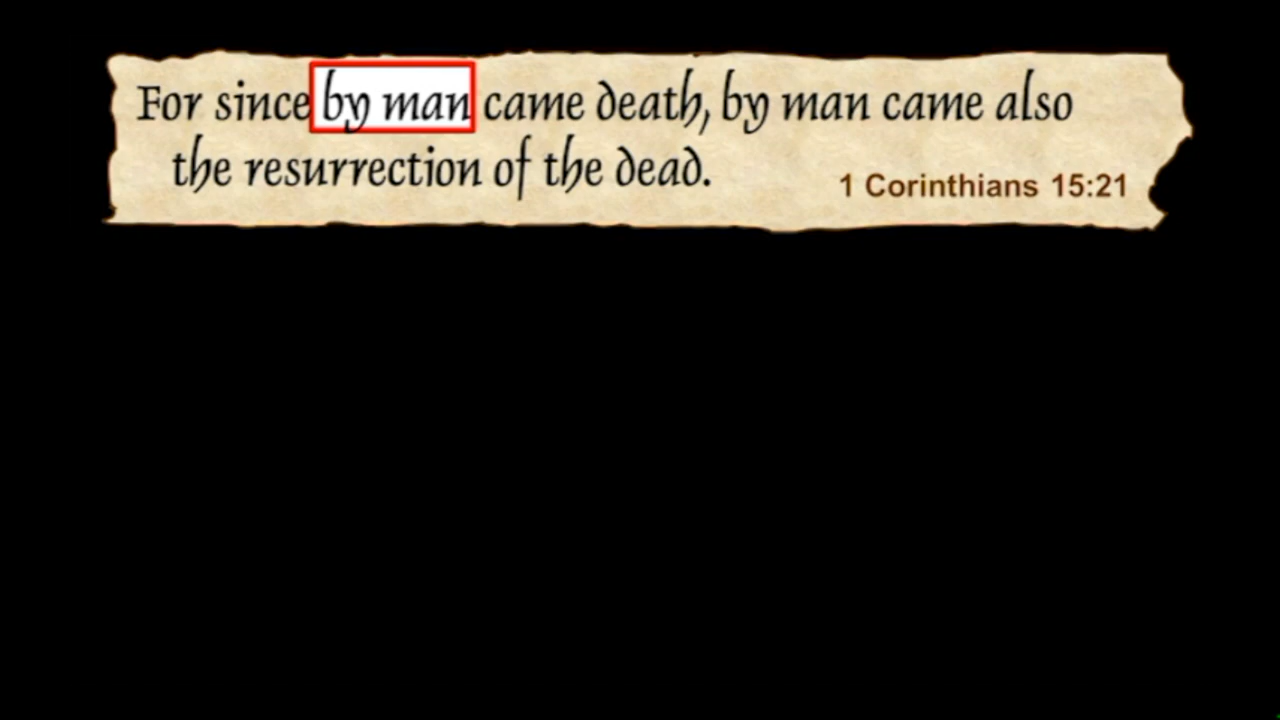 For since by man came death, by man came also
the resurrection of the dead.
1 Corinthians 15:21